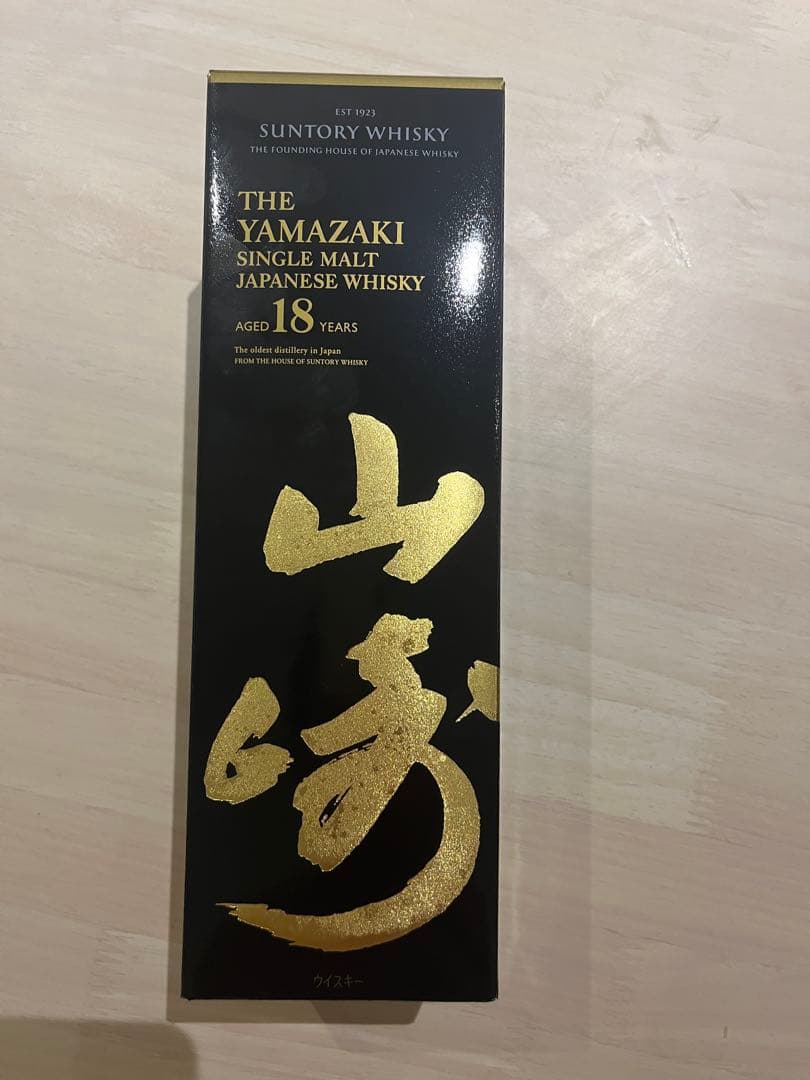 EST 1923
SUNTORY WHISKY
THE FOUNDING HOUSE OF JAPANESE WHISKY
THE
YAMAZAKI
SINGLE MALT
JAPANESE WHISKY
AGED 18 YEARS
The oldest distillery in Japan
FROM THE HOUSE OF SUNTORY WHISKY
山
崎
ウイスキー